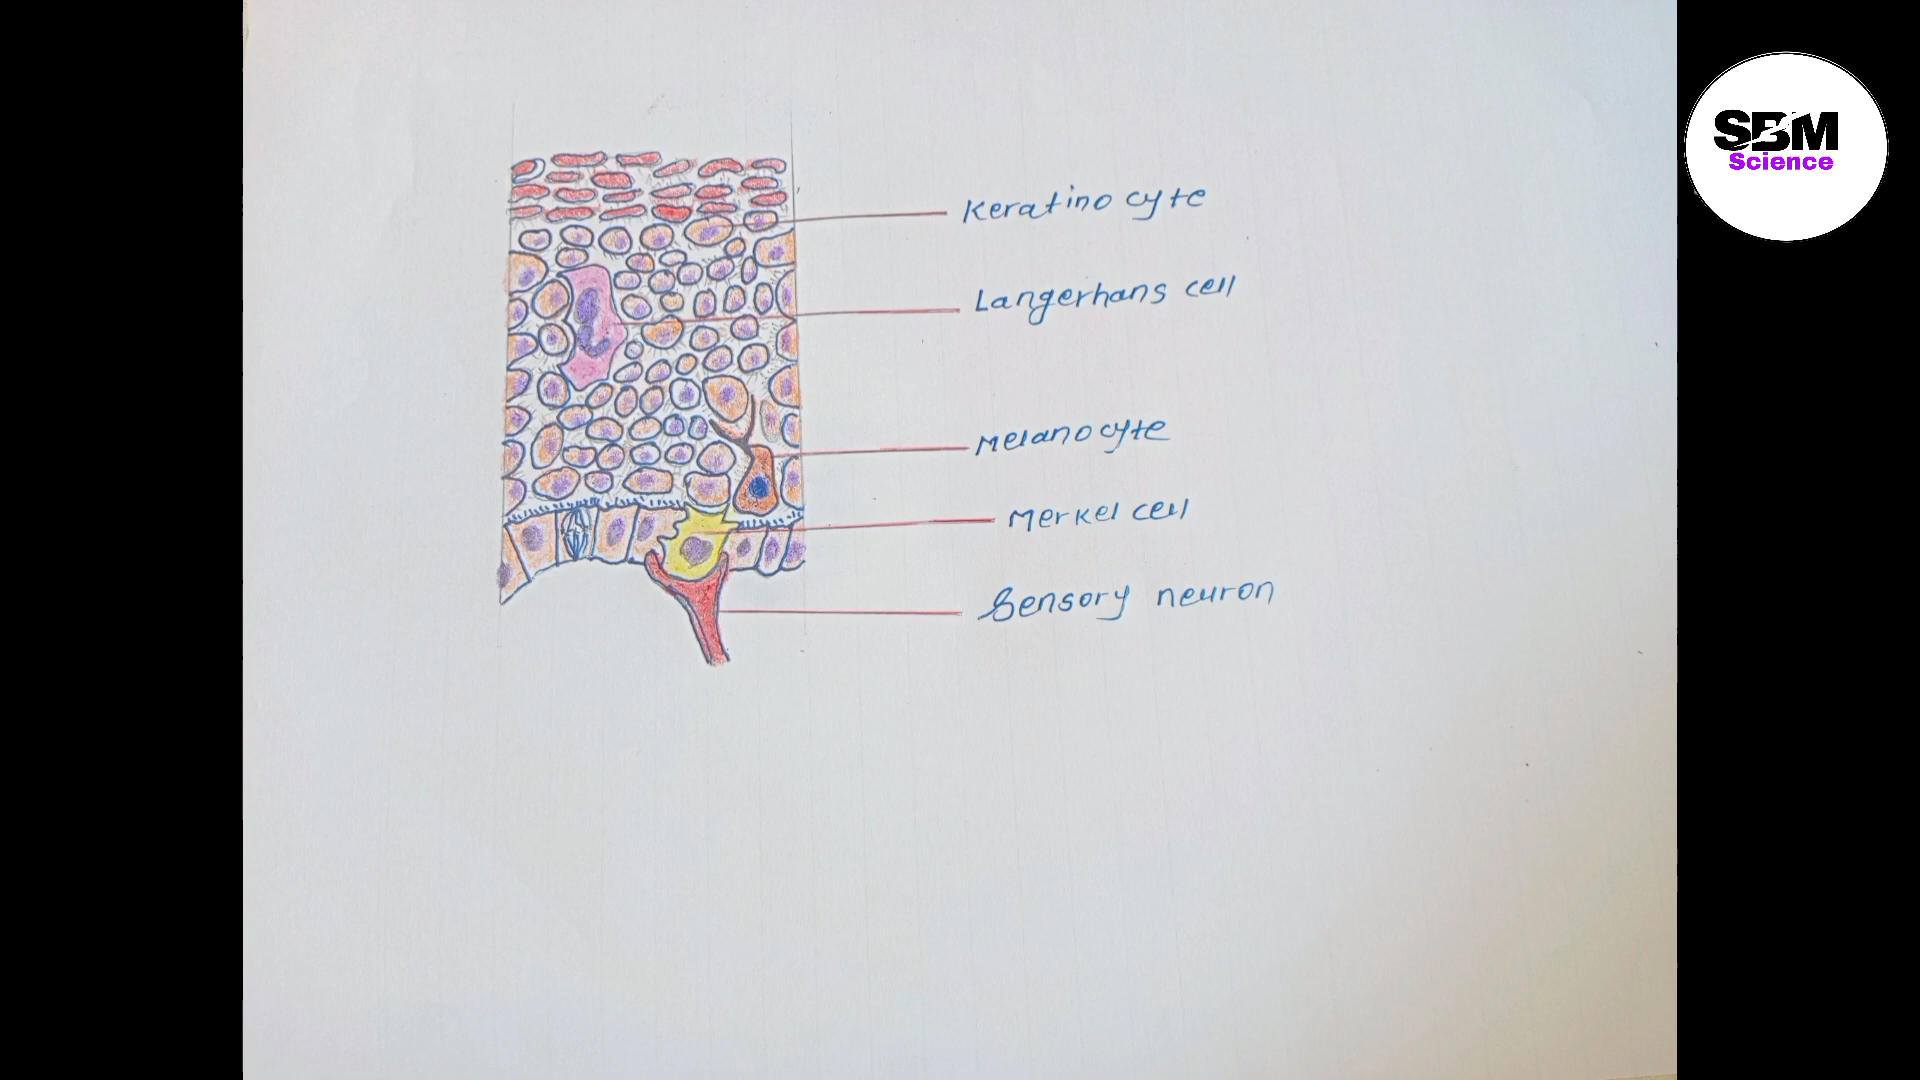 SBM
Science
Keratinocyte
Langerhans cell
Melanocyte
Merkel cell
Sensory neuron